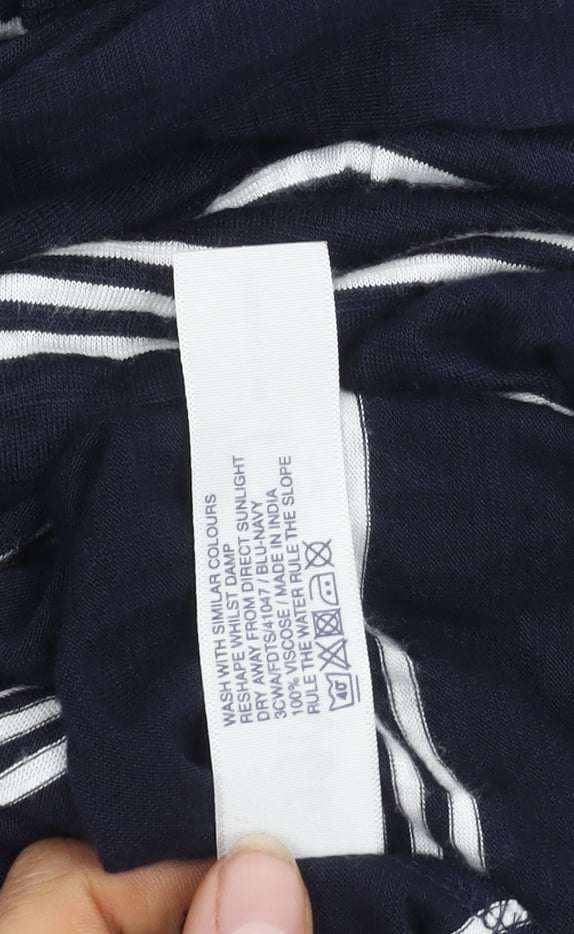 WASH WITH SIMILAR COLOURS
RESHAPE WHILST DAMP
DRY AWAY FROM DIRECT SUNLIGHT
3CWA/FDTS/41047 / BLU-NAVY
100% VISCOSE / MADE IN INDIA
RULE THE WATER RULE THE SLOPE
40